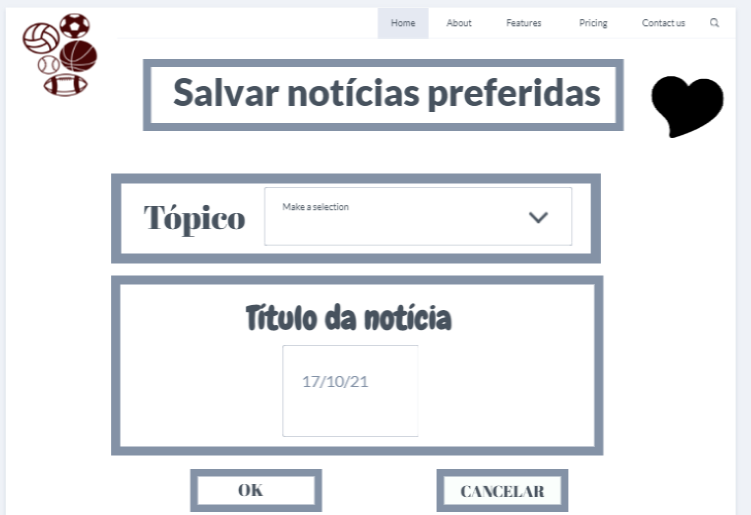 Home About Features Pricing Contact us
Salvar notícias preferidas
Tópico
Make a selection
Título da notícia
17/10/21
OK CANCELAR